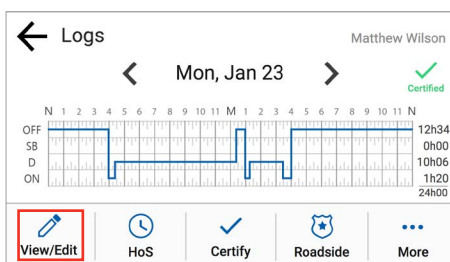 Logs Matthew Wilson
Mon, Jan 23
Certified
N 1 2 3 4 5 6 7 8 9 10 11 M 1 2 3 4 5 6 7 8 9 10 11 N
OFF 12h34
SB 0h00
D 10h06
ON 1h20
24h00
View/Edit HoS Certify Roadside More